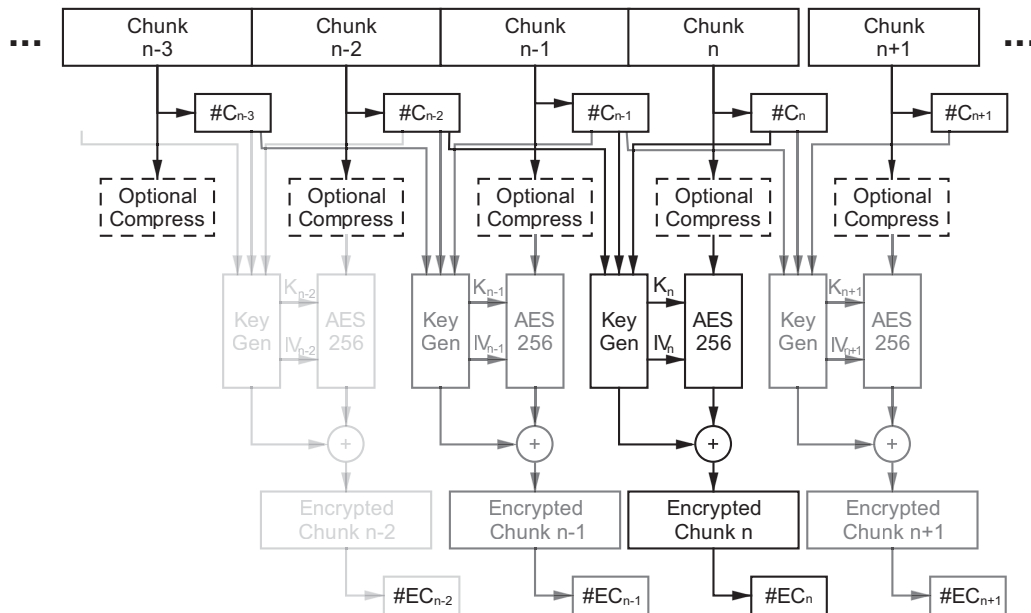 ... Chunk n-3 Chunk n-2 Chunk n-1 Chunk n Chunk n+1 ...
#Cn-3 #Cn-2 #Cn-1 #Cn #Cn+1
Optional Optional Optional Optional Optional
Compress Compress Compress Compress Compress
Kn-2 Kn-1 Kn Kn+1
Key Gen AES 256 Key Gen AES 256 Key Gen AES 256 Key Gen AES 256
IVn-2 IVn-1 IVn IVn+1
+ + + +
Encrypted Encrypted Encrypted Encrypted
Chunk n-2 Chunk n-1 Chunk n Chunk n+1
#ECn-2 #ECn-1 #ECn #ECn+1